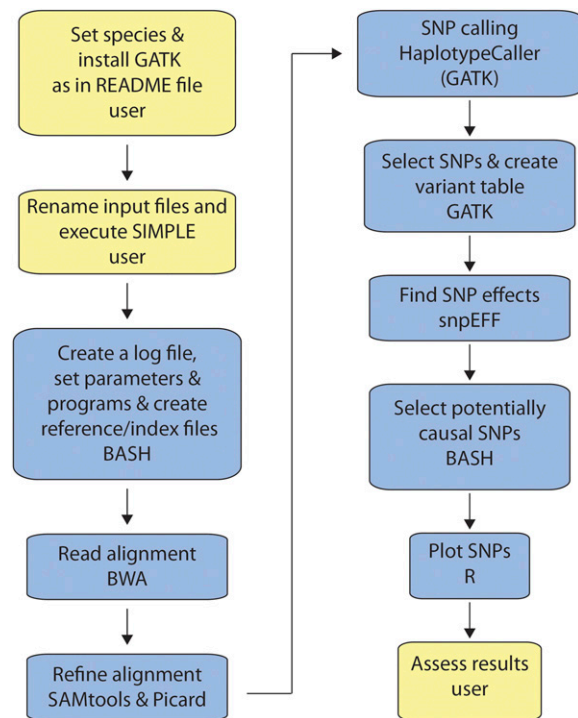 Set species &
install GATK
as in README file
user
Rename input files and
execute SIMPLE
user
Create a log file,
set parameters &
programs & create
reference/index files
BASH
Read alignment
BWA
Refine alignment
SAMtools & Picard
SNP calling
HaplotypeCaller
(GATK)
Select SNPs & create
variant table
GATK
Find SNP effects
snpEFF
Select potentially
causal SNPs
BASH
Plot SNPs
R
Assess results
user